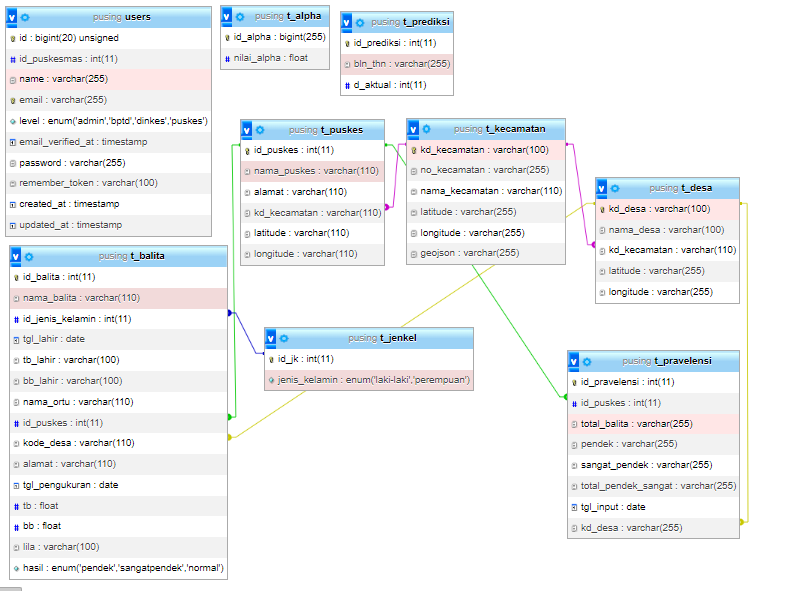 pusing users
id : bigint(20) unsigned
id_puskesmas : int(11)
name : varchar(255)
email : varchar(255)
level : enum('admin','bptd','dinkes','puskes')
email_verified_at : timestamp
password : varchar(255)
remember_token : varchar(100)
created_at : timestamp
updated_at : timestamp
pusing t_alpha
id_alpha : bigint(255)
nilai_alpha : float
pusing t_prediksi
id_prediksi : int(11)
bln_thn : varchar(255)
d_aktual : int(11)
pusing t_puskes
id_puskes : int(11)
nama_puskes : varchar(110)
alamat : varchar(110)
kd_kecamatan : varchar(110)
latitude : varchar(110)
longitude : varchar(110)
pusing t_kecamatan
kd_kecamatan : varchar(100)
no_kecamatan : varchar(255)
nama_kecamatan : varchar(110)
latitude : varchar(255)
longitude : varchar(255)
geojson : varchar(255)
pusing t_desa
kd_desa : varchar(100)
nama_desa : varchar(100)
kd_kecamatan : varchar(110)
latitude : varchar(255)
longitude : varchar(255)
pusing t_balita
id_balita : int(11)
nama_balita : varchar(110)
id_jenis_kelamin : int(11)
tgl_lahir : date
tb_lahir : varchar(100)
bb_lahir : varchar(100)
nama_ortu : varchar(110)
id_puskes : int(11)
kode_desa : varchar(110)
alamat : varchar(110)
tgl_pengukuran : date
tb : float
bb : float
lila : varchar(100)
hasil : enum('pendek','sangatpendek','normal')
pusing t_jenkel
id_jk : int(11)
jenis_kelamin : enum('laki-laki','perempuan')
pusing t_pravelensi
id_pravelensi : int(11)
id_puskes : int(11)
total_balita : varchar(255)
pendek : varchar(255)
sangat_pendek : varchar(255)
total_pendek_sangat : varchar(255)
tgl_input : date
kd_desa : varchar(255)